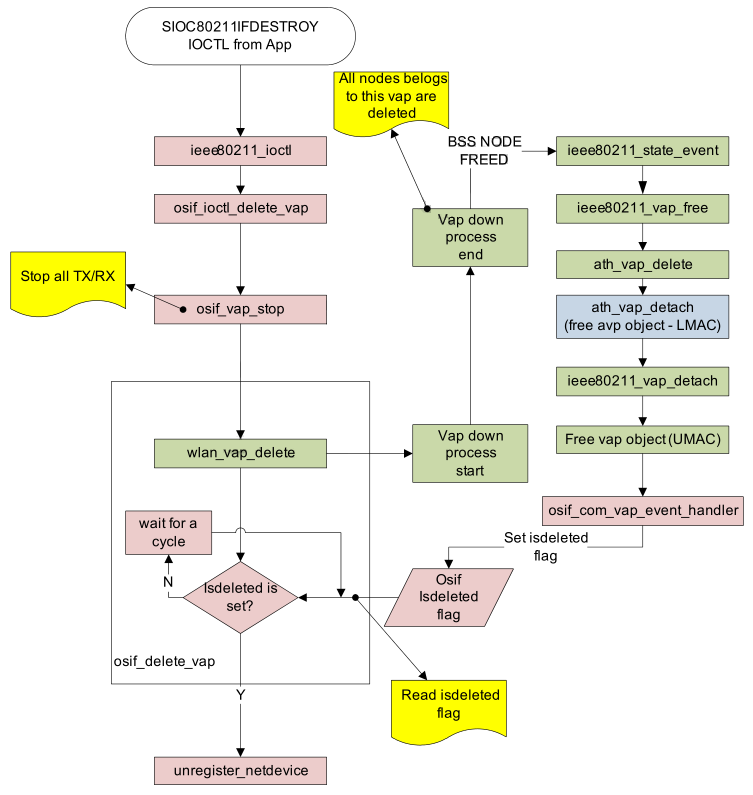 SIOC80211IFDESTROY
IOCTL from App
All nodes belogs
to this vap are
deleted
BSS NODE
FREED
ieee80211_ioctl
ieee80211_state_event
osif_ioctl_delete_vap
ieee80211_vap_free
Vap down
process
end
ath_vap_delete
Stop all TX/RX
osif_vap_stop
ath_vap_detach
(free avp object - LMAC)
ieee80211_vap_detach
wlan_vap_delete
Vap down
process
start
Free vap object (UMAC)
osif_com_vap_event_handler
wait for a
cycle
Set isdeleted
flag
N
Isdeleted is
set?
Osif
Isdeleted
flag
osif_delete_vap
Y
Read isdeleted
flag
unregister_netdevice